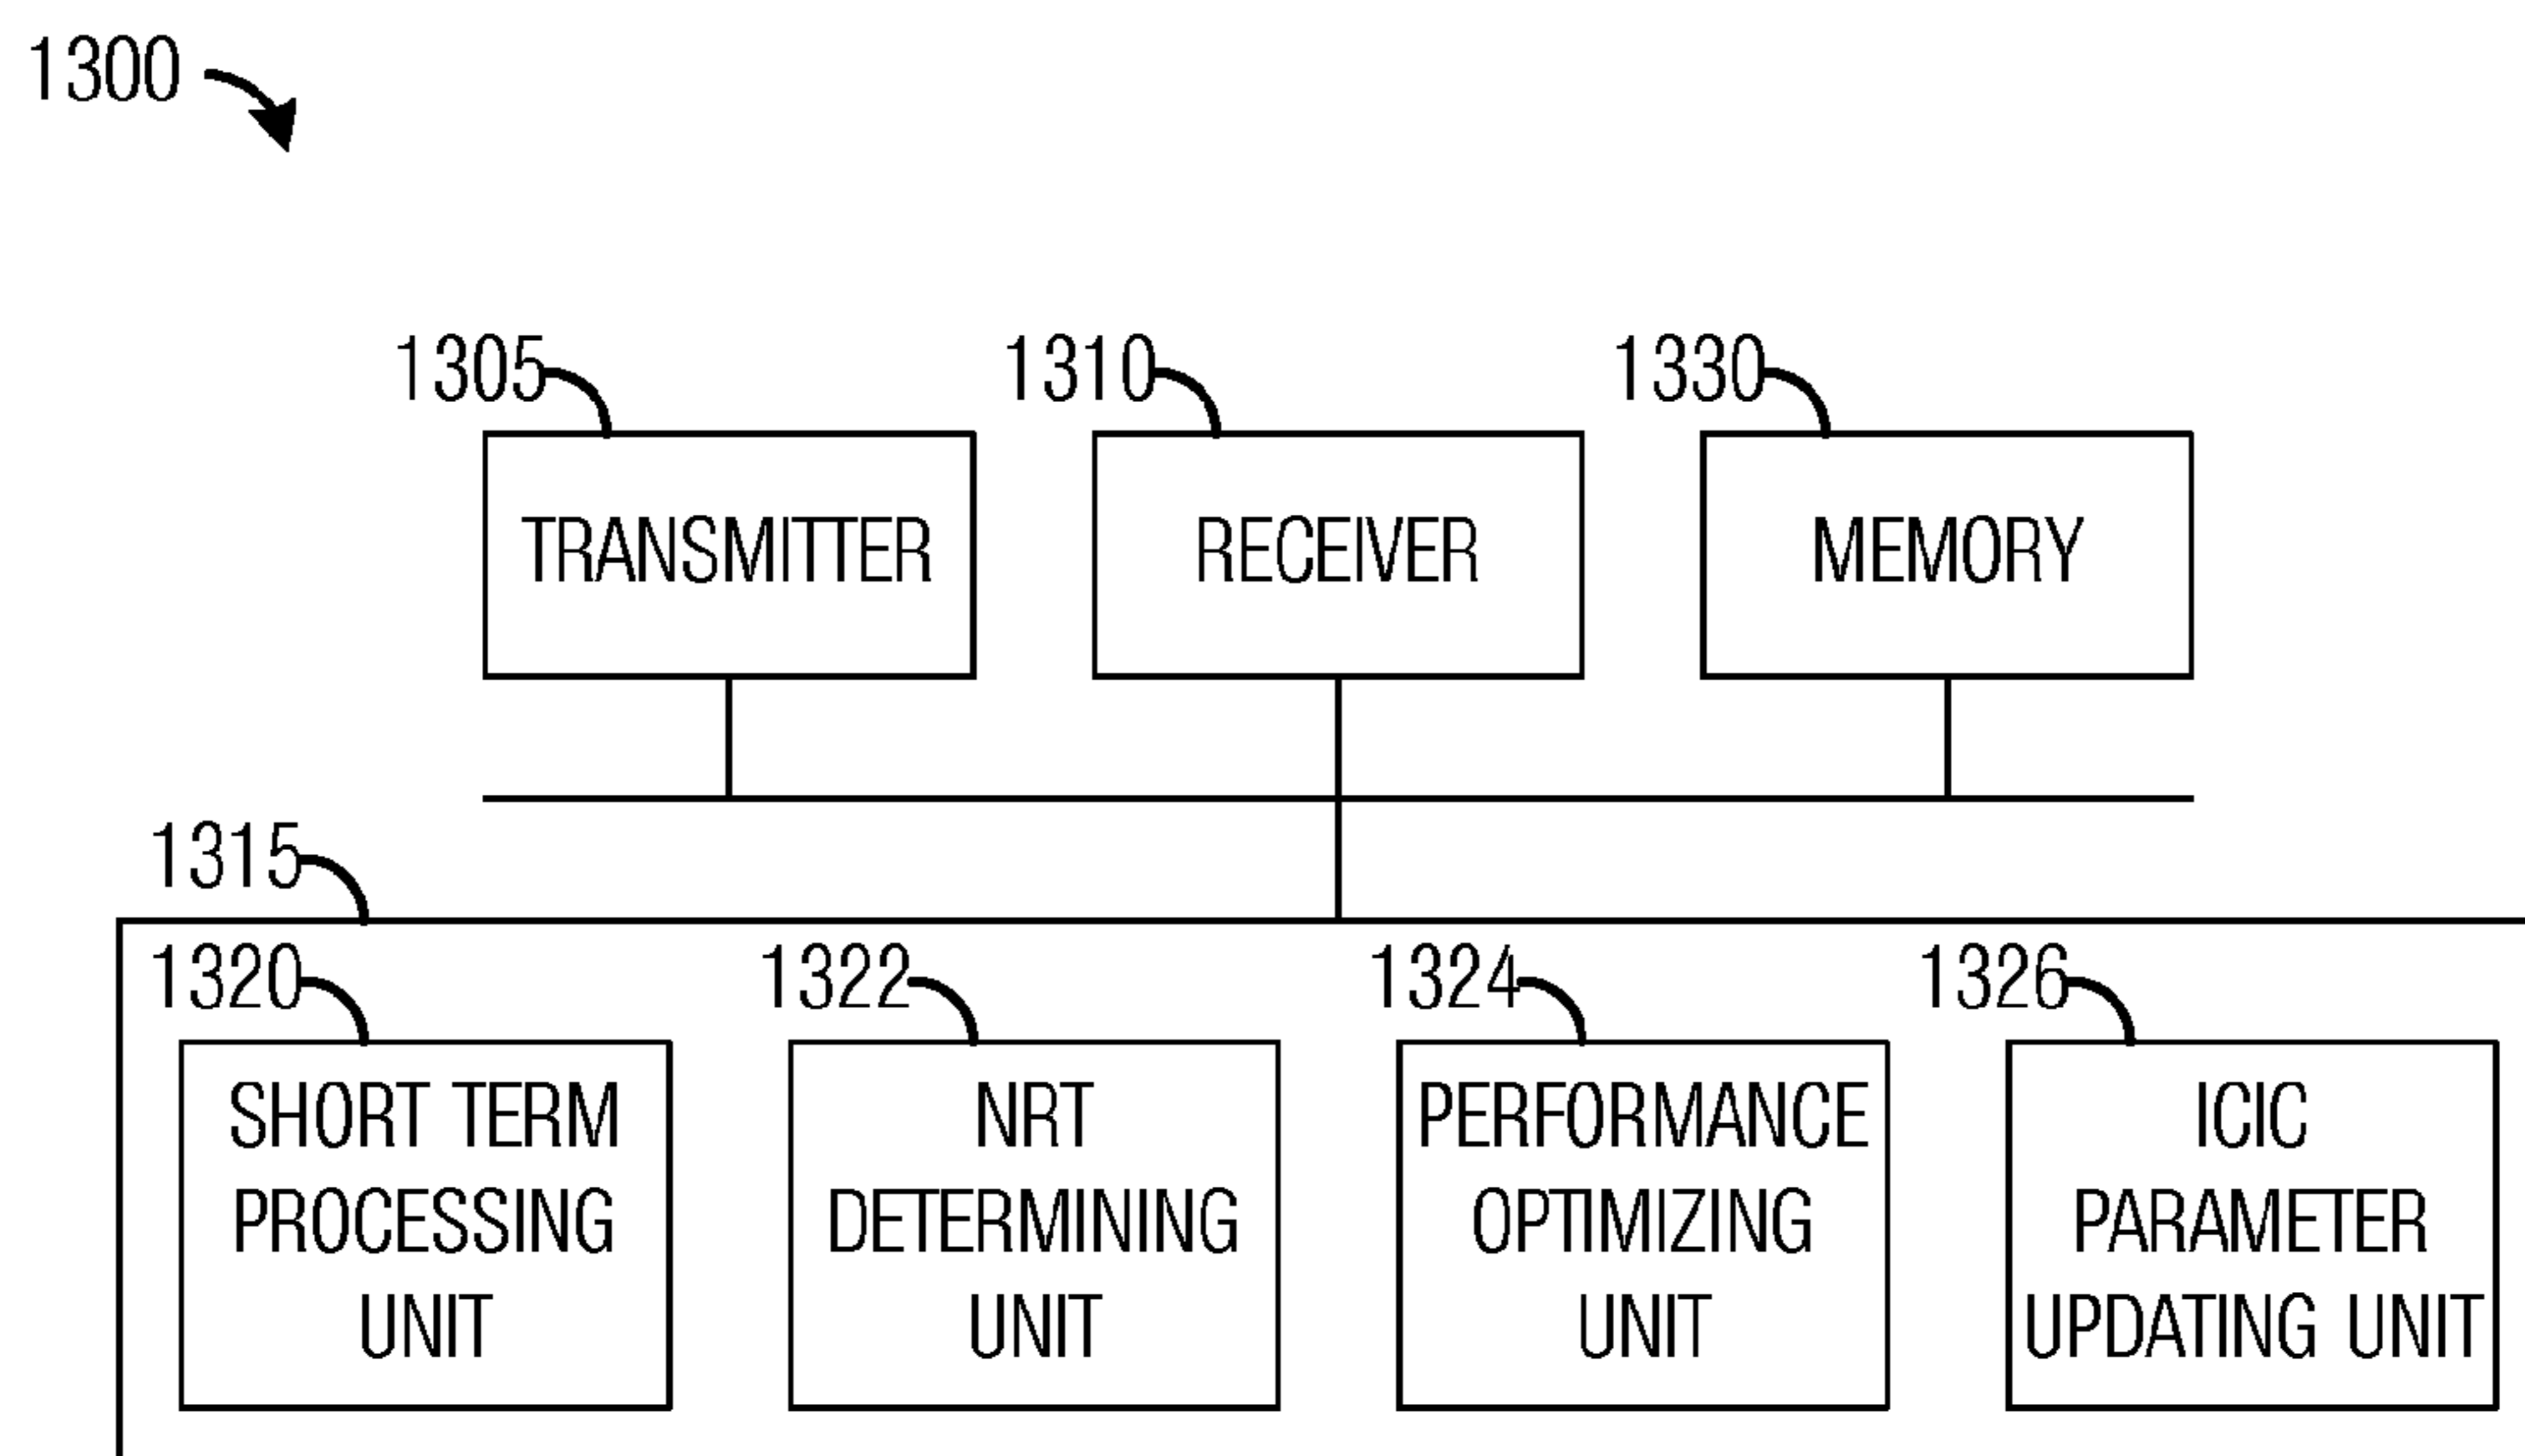 1300
1305
1310
1330
TRANSMITTER
RECEIVER
MEMORY
1315
1320
1322
1324
1326
SHORT TERM
PROCESSING
UNIT
NRT
DETERMINING
UNIT
PERFORMANCE
OPTIMIZING
UNIT
ICIC
PARAMETER
UPDATING UNIT